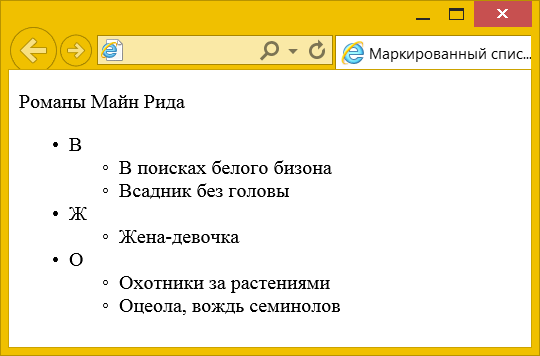 Маркированный спис...
Романы Майн Рида
• В
◦ В поисках белого бизона
◦ Всадник без головы
• Ж
◦ Жена-девочка
• О
◦ Охотники за растениями
◦ Оцеола, вождь семинолов